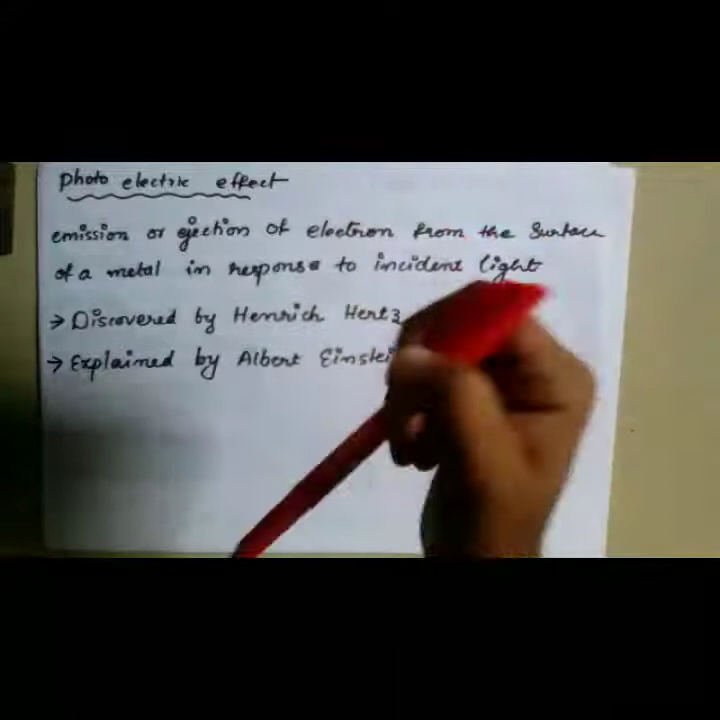 photo electric effect
emission or ejection of electron from the Surface
of a metal in response to incident light
→ Discovered by Henrich Hertz
→ Explained by Albert Einstei